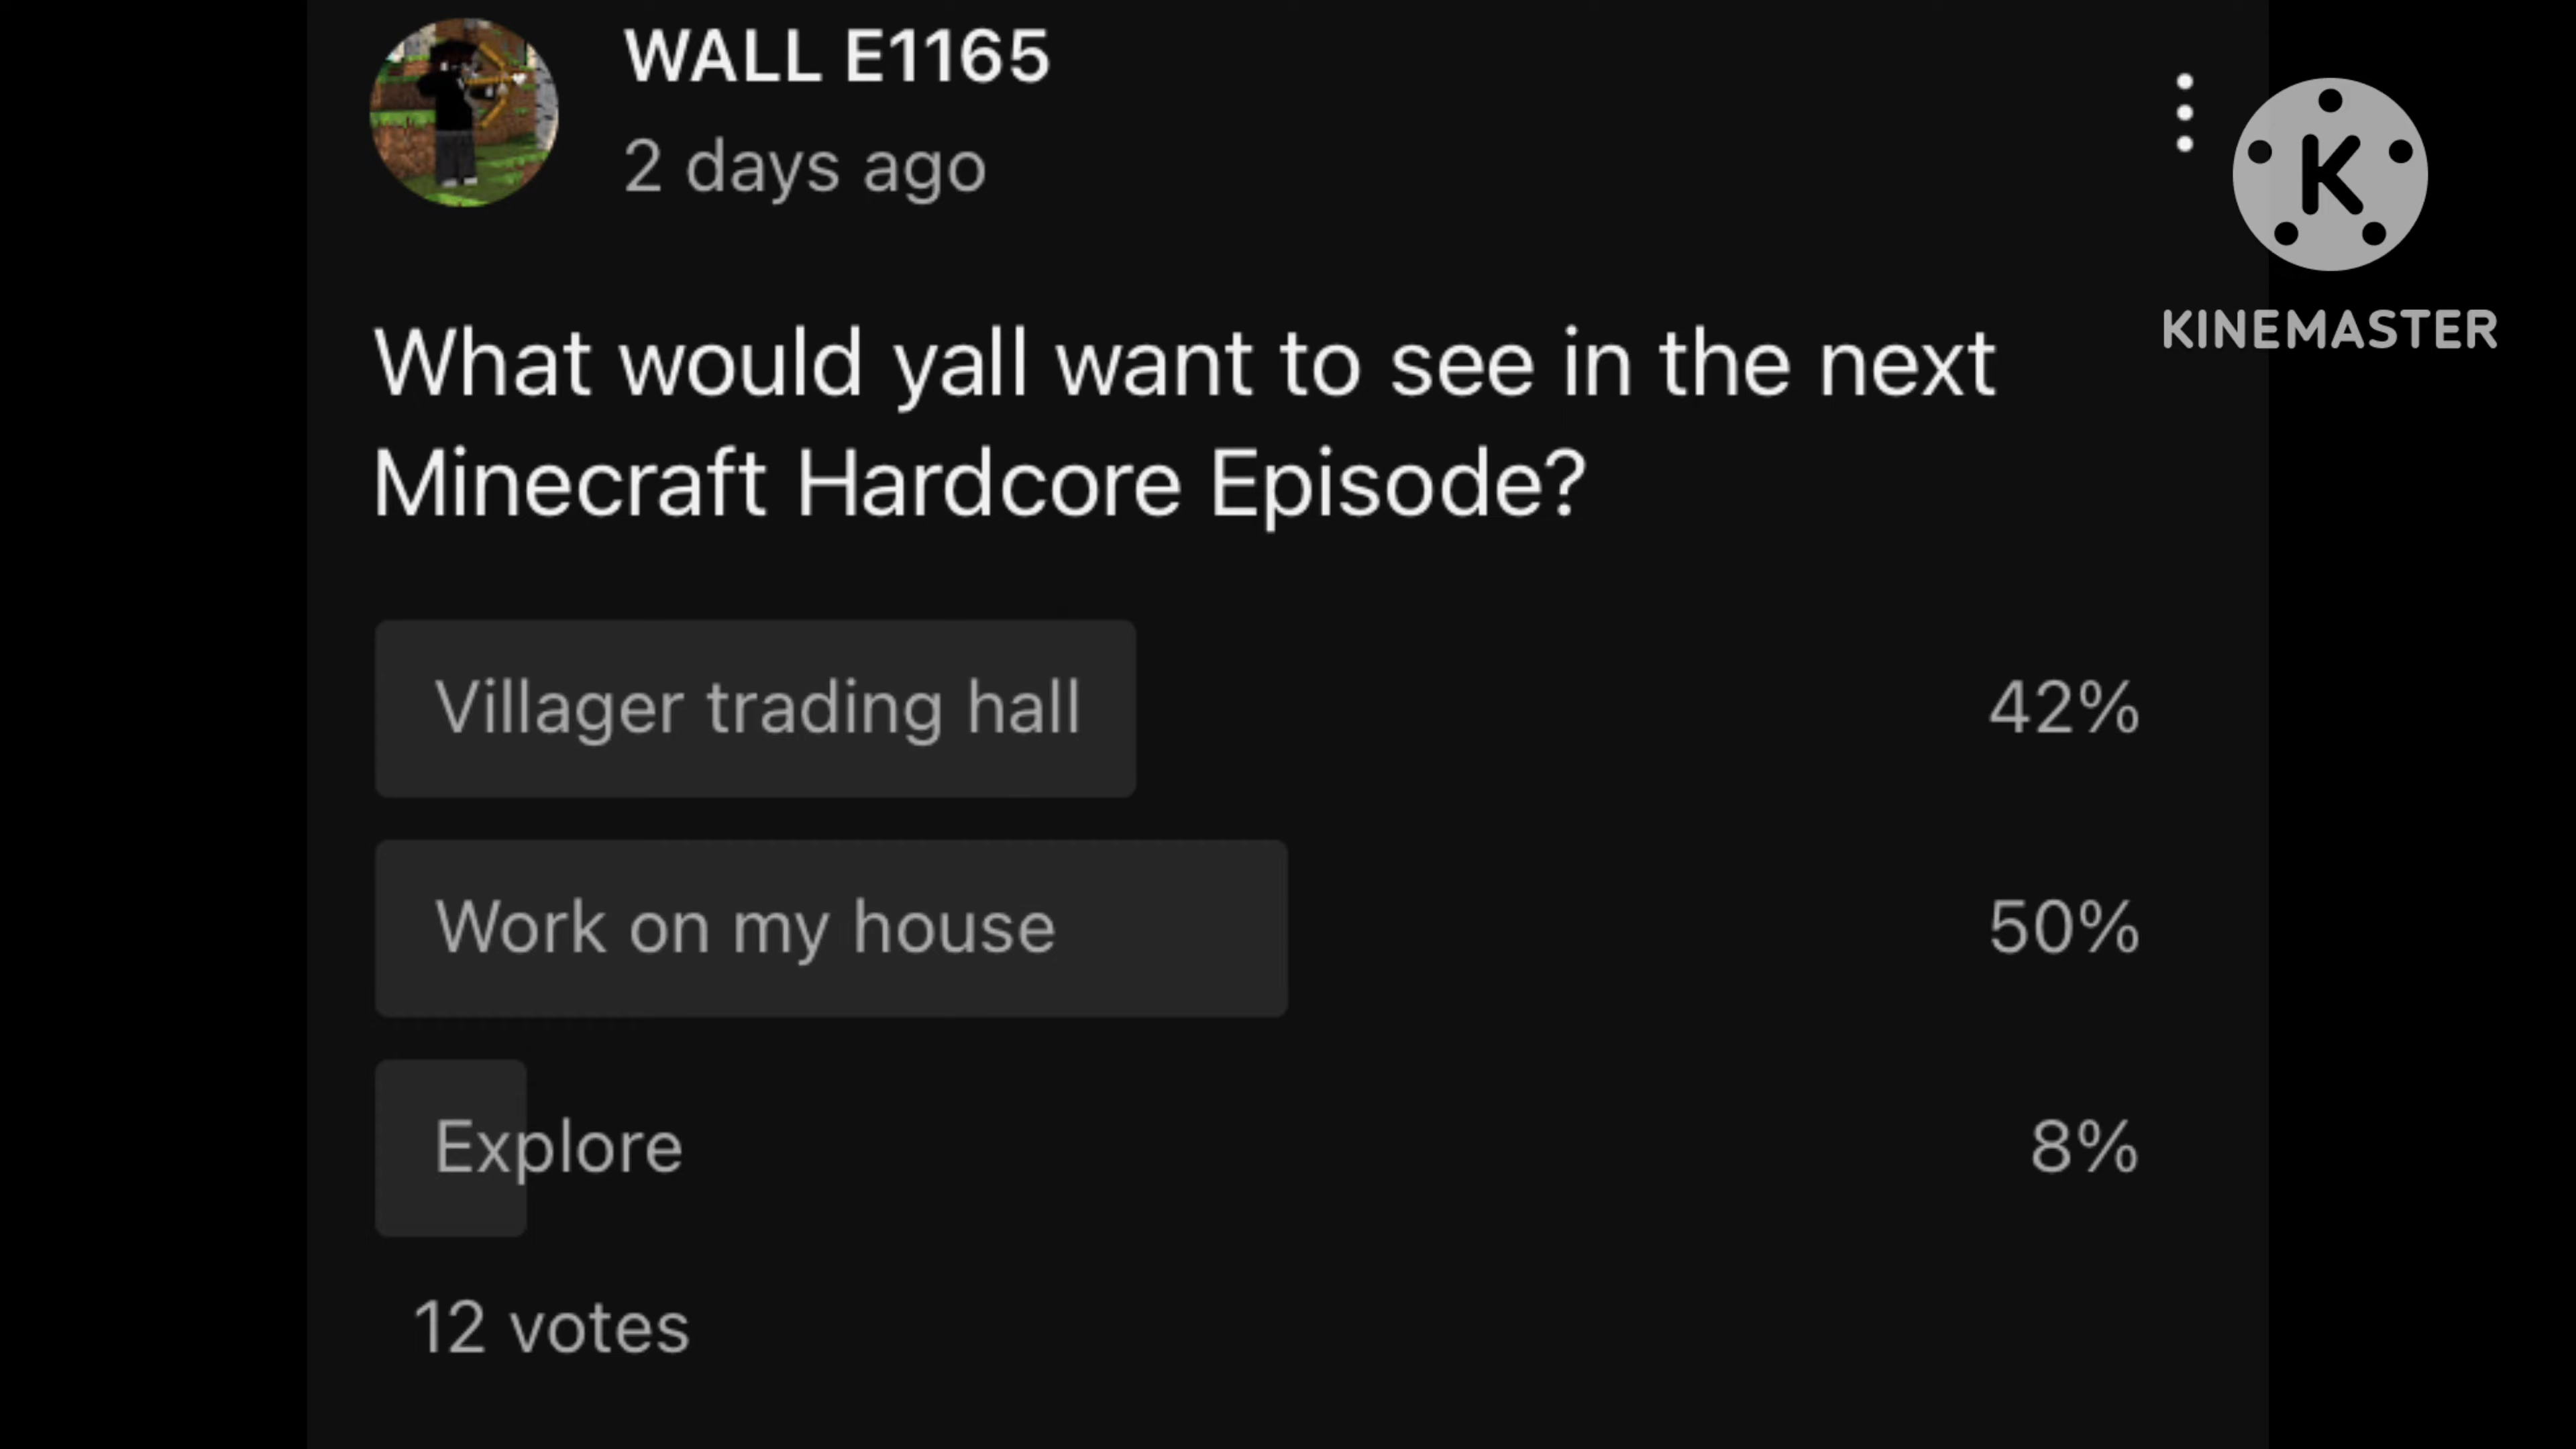 WALL E1165
2 days ago
K
KINEMASTER
What would yall want to see in the next
Minecraft Hardcore Episode?
Villager trading hall 42%
Work on my house 50%
Explore 8%
12 votes